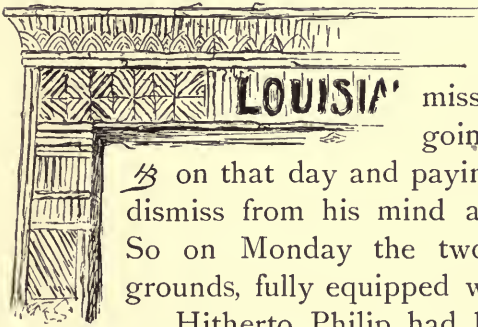 LOUISIA miss
goin
on that day and payin
dismiss from his mind a
So on Monday the two
grounds, fully equipped w
Hitherto Philip had